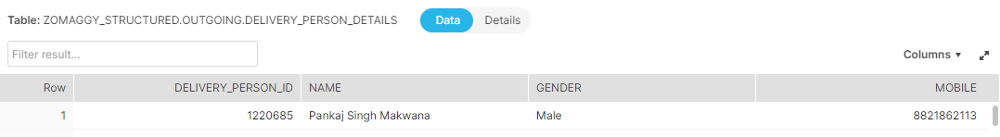 Table: ZOMAGGY_STRUCTURED.OUTGOING.DELIVERY_PERSON_DETAILS Data Details
Filter result... Columns
Row DELIVERY_PERSON_ID NAME GENDER MOBILE
1 1220685 Pankaj Singh Makwana Male 8821862113